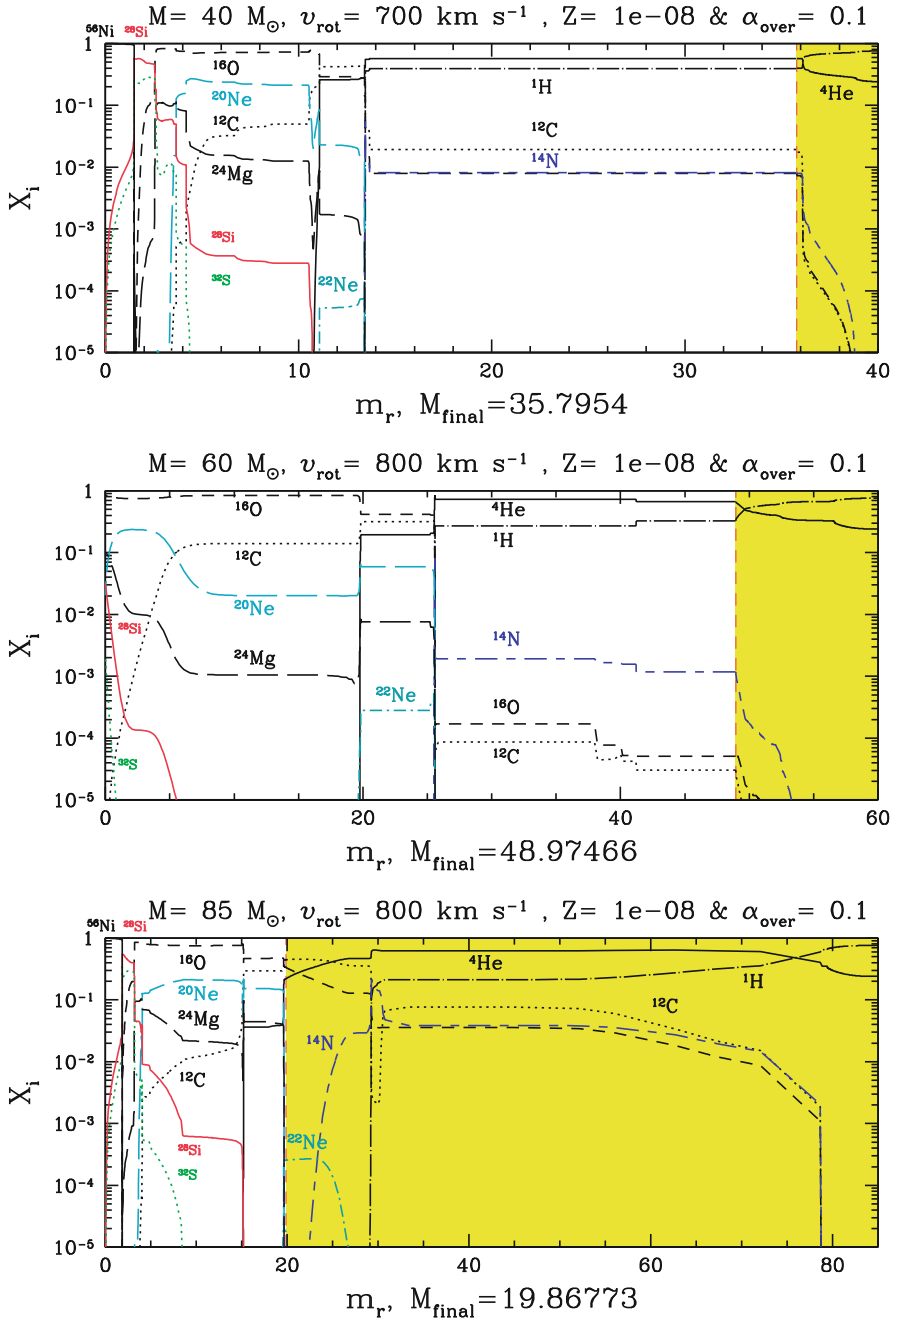 M= 40 M⊙, υrot= 700 km s⁻¹ , Z= 1e−08 & αover= 0.1
⁵⁶Ni ²⁸Si
1
¹⁶O
²⁰Ne
¹H
⁴He
10⁻¹
¹²C
¹²C
10⁻²
²⁴Mg
¹⁴N
Xi
10⁻³
²⁸Si
³²S
²²Ne
10⁻⁴
10⁻⁵
0 10 20 30 40
mr, Mfinal=35.7954
M= 60 M⊙, υrot= 800 km s⁻¹ , Z= 1e−08 & αover= 0.1
1
¹⁶O
⁴He
¹H
10⁻¹
¹²C
²⁰Ne
10⁻²
²⁸Si
¹⁴N
Xi
²⁴Mg
10⁻³
²²Ne
¹⁶O
10⁻⁴
³²S
¹²C
10⁻⁵
0 20 40 60
mr, Mfinal=48.97466
M= 85 M⊙, υrot= 800 km s⁻¹ , Z= 1e−08 & αover= 0.1
⁵⁶Ni ²⁸Si
1
¹⁶O
⁴He
²⁰Ne
¹H
10⁻¹
¹²C
²⁴Mg
¹⁴N
10⁻²
¹²C
Xi
10⁻³
²⁸Si
²²Ne
³²S
10⁻⁴
10⁻⁵
0 20 40 60 80
mr, Mfinal=19.86773